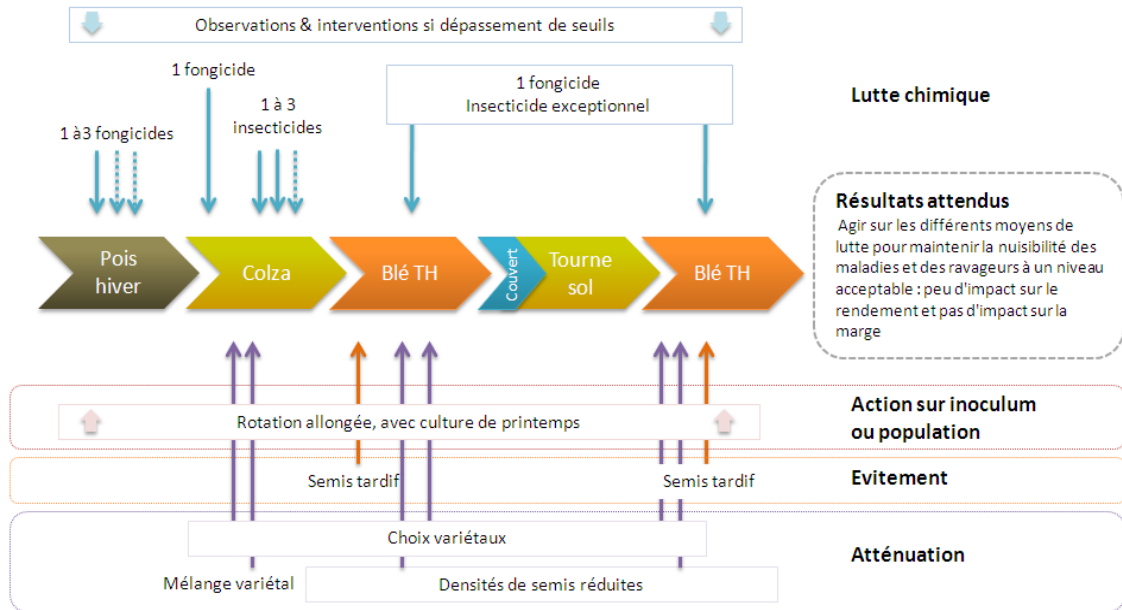 Observations & interventions si dépassement de seuils
1 fongicide
1 à 3
insecticides
1 à3 fongicides
1 fongicide
Insecticide exceptionnel
Lutte chimique
Pois
hiver
Colza
Blé TH
Couvert
Tourne
sol
Blé TH
Résultats attendus
Agir sur les différents moyens de
lutte pour maintenir la nuisibilité des
maladies et des ravageurs à un niveau
acceptable : peu d'impact sur le
rendement et pas d'impact sur la
marge
Rotation allongée, avec culture de printemps
Action sur inoculum
ou population
Semis tardif
Semis tardif
Evitement
Choix variétaux
Atténuation
Mélange variétal
Densités de semis réduites